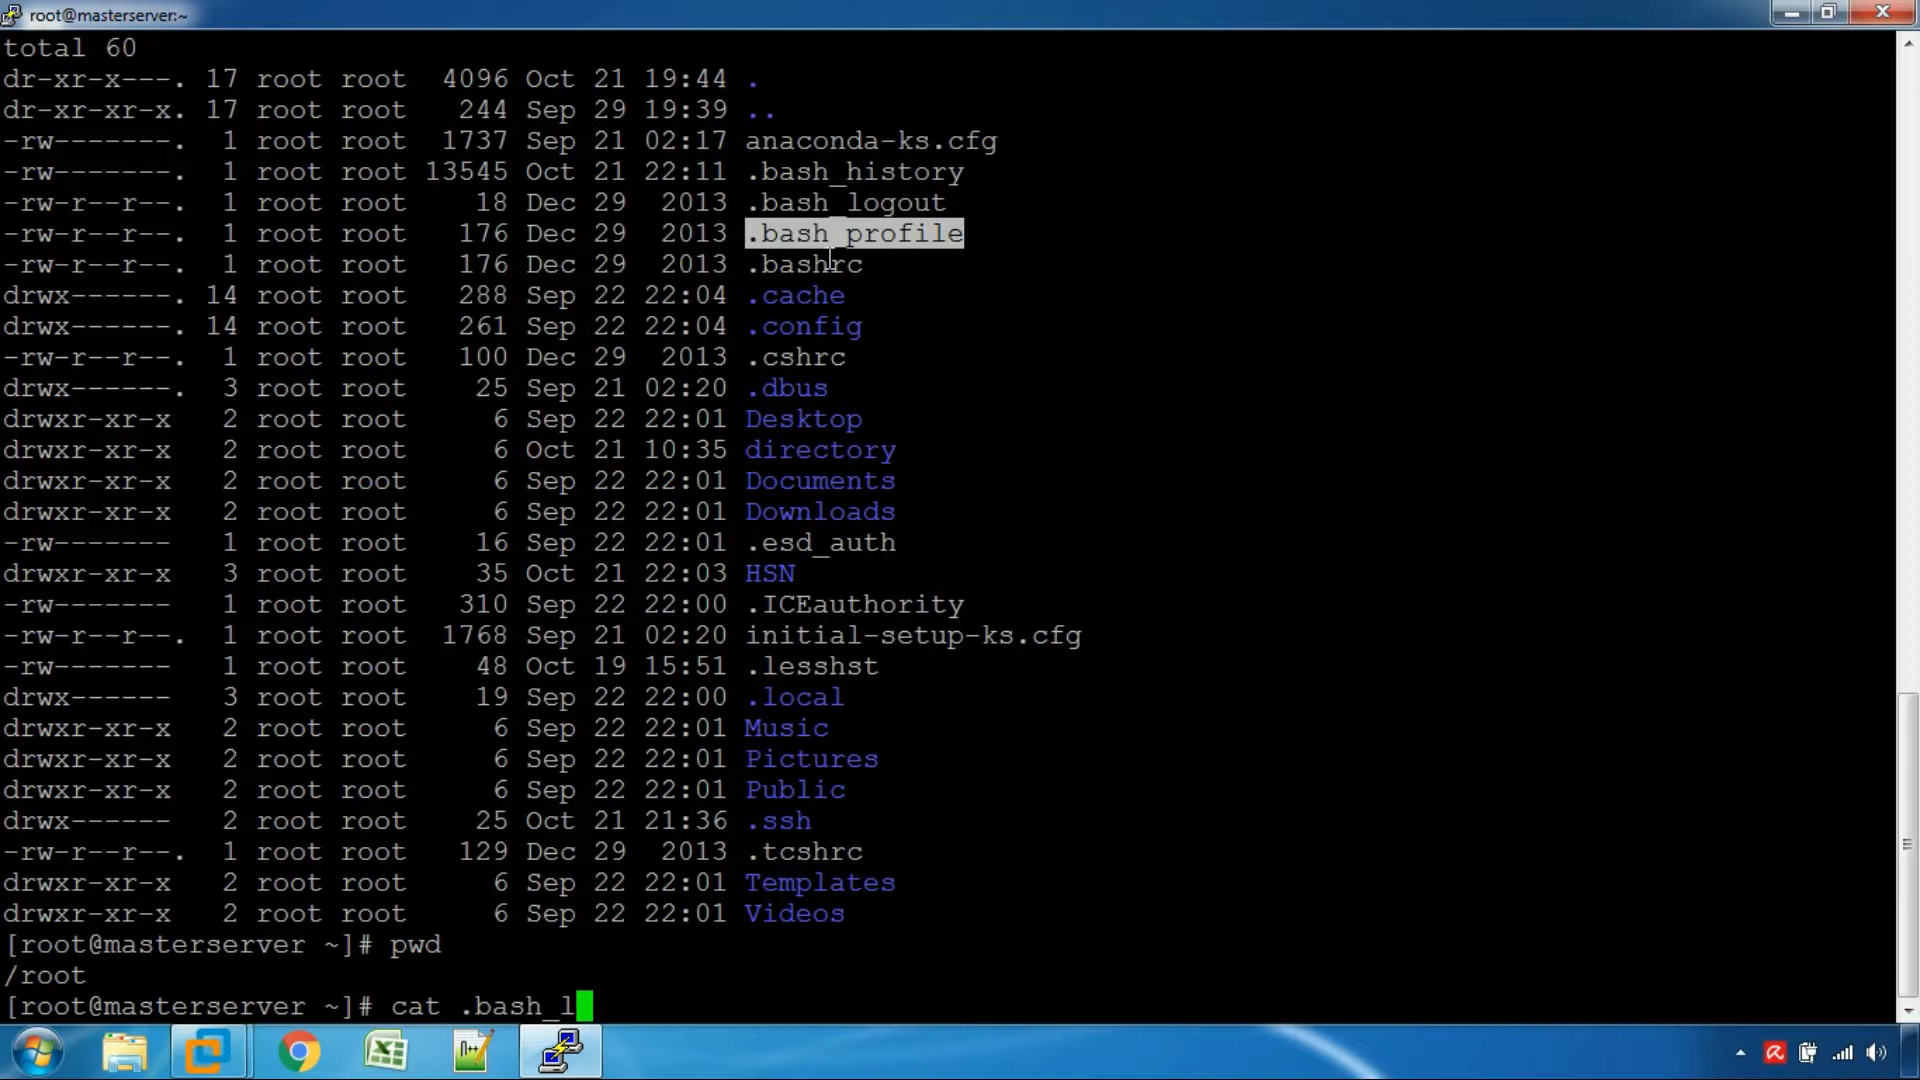 root@masterserver:~
total 60
dr-xr-x---. 17 root root  4096 Oct 21 19:44 .
dr-xr-xr-x. 17 root root   244 Sep 29 19:39 ..
-rw-------.  1 root root  1737 Sep 21 02:17 anaconda-ks.cfg
-rw-------.  1 root root 13545 Oct 21 22:11 .bash_history
-rw-r--r--.  1 root root    18 Dec 29  2013 .bash_logout
-rw-r--r--.  1 root root   176 Dec 29  2013 .bash_profile
-rw-r--r--.  1 root root   176 Dec 29  2013 .bashrc
drwx------. 14 root root   288 Sep 22 22:04 .cache
drwx------. 14 root root   261 Sep 22 22:04 .config
-rw-r--r--.  1 root root   100 Dec 29  2013 .cshrc
drwx------.  3 root root    25 Sep 21 02:20 .dbus
drwxr-xr-x   2 root root     6 Sep 22 22:01 Desktop
drwxr-xr-x   2 root root     6 Oct 21 10:35 directory
drwxr-xr-x   2 root root     6 Sep 22 22:01 Documents
drwxr-xr-x   2 root root     6 Sep 22 22:01 Downloads
-rw-------   1 root root    16 Sep 22 22:01 .esd_auth
drwxr-xr-x   3 root root    35 Oct 21 22:03 HSN
-rw-------   1 root root   310 Sep 22 22:00 .ICEauthority
-rw-r--r--.  1 root root  1768 Sep 21 02:20 initial-setup-ks.cfg
-rw-------   1 root root    48 Oct 19 15:51 .lesshst
drwx------   3 root root    19 Sep 22 22:00 .local
drwxr-xr-x   2 root root     6 Sep 22 22:01 Music
drwxr-xr-x   2 root root     6 Sep 22 22:01 Pictures
drwxr-xr-x   2 root root     6 Sep 22 22:01 Public
drwx------   2 root root    25 Oct 21 21:36 .ssh
-rw-r--r--.  1 root root   129 Dec 29  2013 .tcshrc
drwxr-xr-x   2 root root     6 Sep 22 22:01 Templates
drwxr-xr-x   2 root root     6 Sep 22 22:01 Videos
[root@masterserver ~]# pwd
/root
[root@masterserver ~]# cat .bash_l